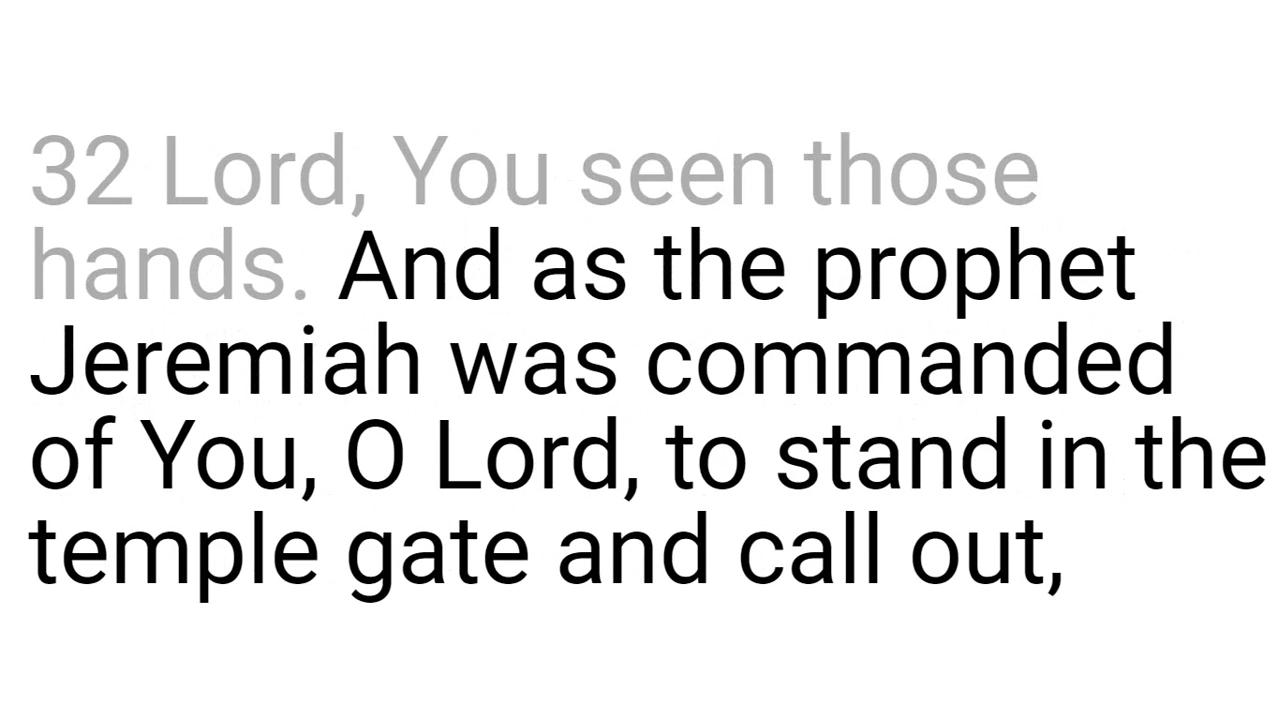 32 Lord, You seen those
hands. And as the prophet
Jeremiah was commanded
of You, O Lord, to stand in the
temple gate and call out,